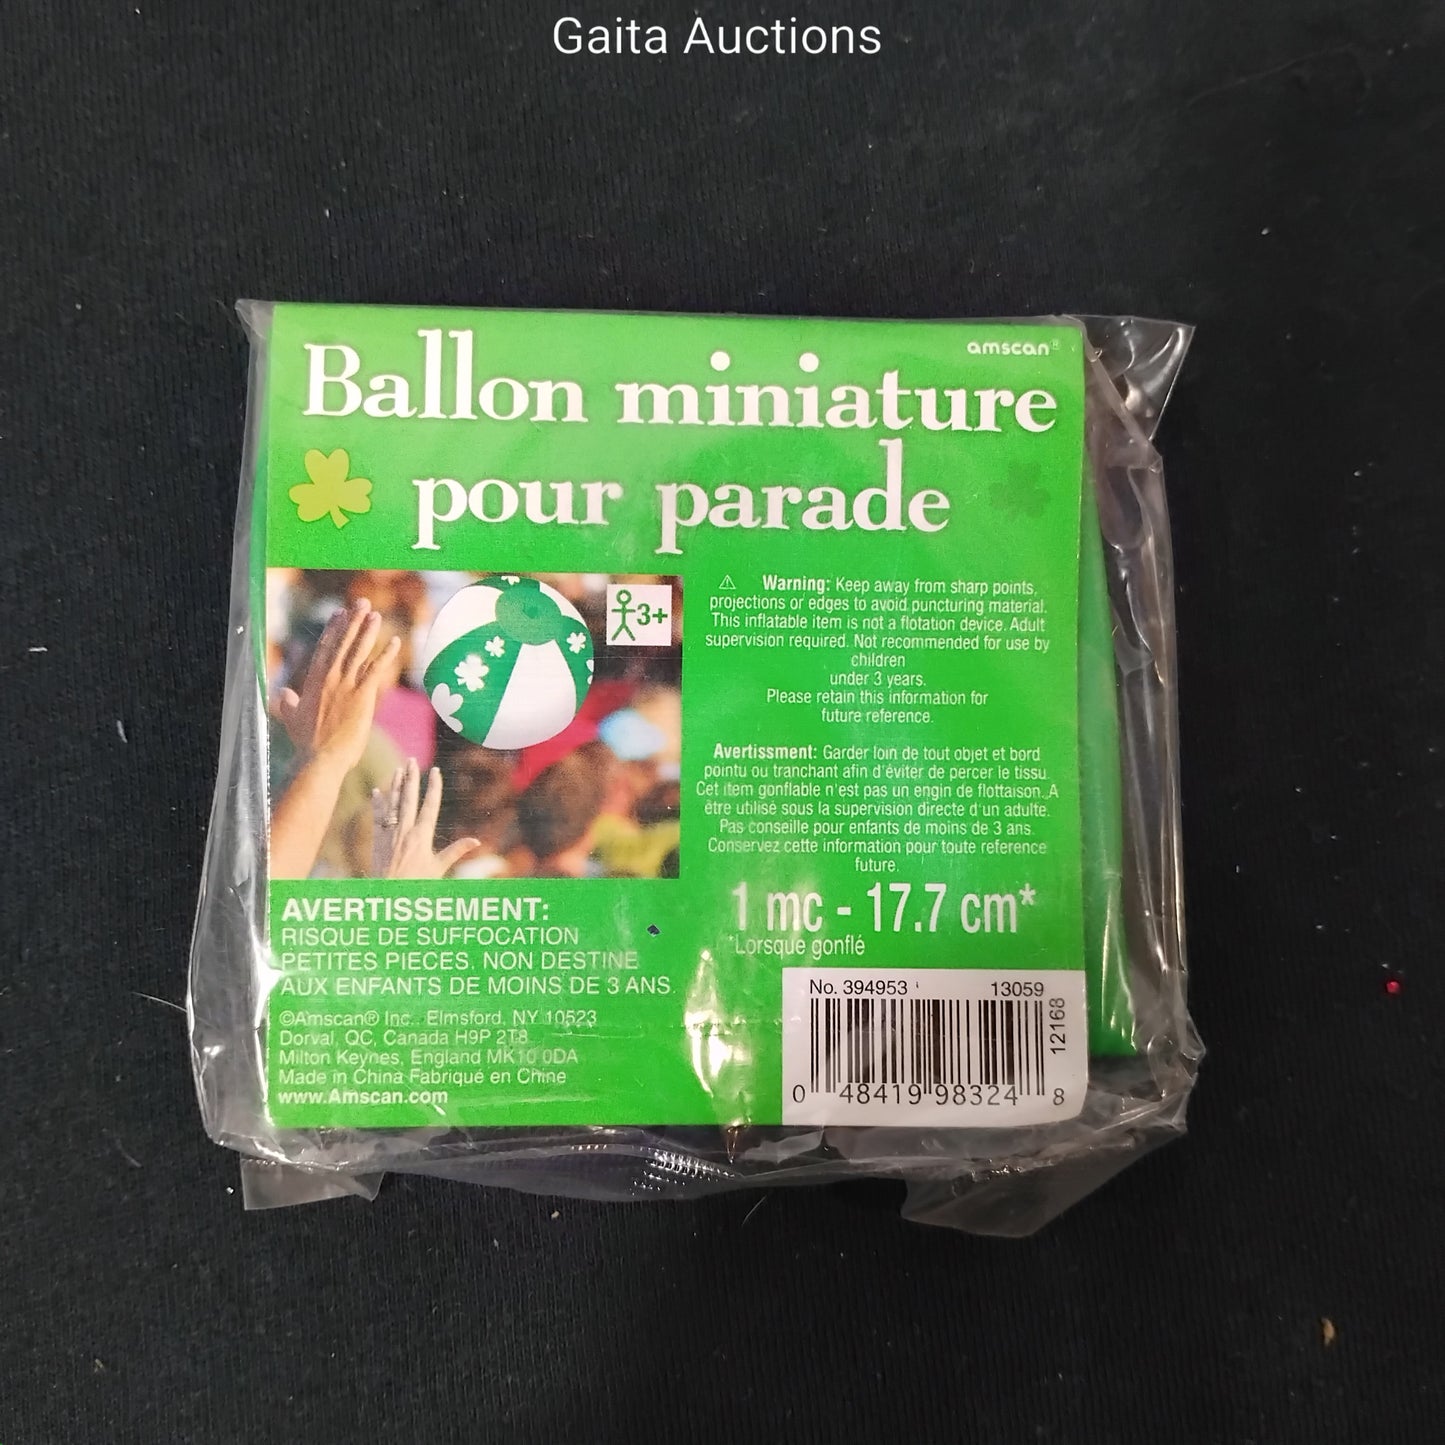 Gaita Auctions
amscan®
Ballon miniature
pour parade
3+
⚠ Warning: Keep away from sharp points,
projections or edges to avoid puncturing material.
This inflatable item is not a flotation device. Adult
supervision required. Not recommended for use by
children
under 3 years.
Please retain this information for
future reference.
Avertissment: Garder loin de tout objet et bord
pointu ou tranchant afin d'éviter de percer le tissu.
Cet item gonflable n'est pas un engin de flottaison. A
être utilisé sous la supervision directe d'un adulte.
Pas conseille pour enfants de moins de 3 ans.
Conservez cette information pour toute reference
future.
1 mc - 17.7 cm*
*Lorsque gonflé
AVERTISSEMENT:
RISQUE DE SUFFOCATION
PETITES PIECES. NON DESTINE
AUX ENFANTS DE MOINS DE 3 ANS.
©Amscan® Inc.. Elmsford, NY 10523
Dorval, QC, Canada H9P 2T8
Milton Keynes, England MK10 0DA
Made in China Fabriqué en Chine
www.Amscan.com
No. 394953 13059
12168
0 48419 98324 8